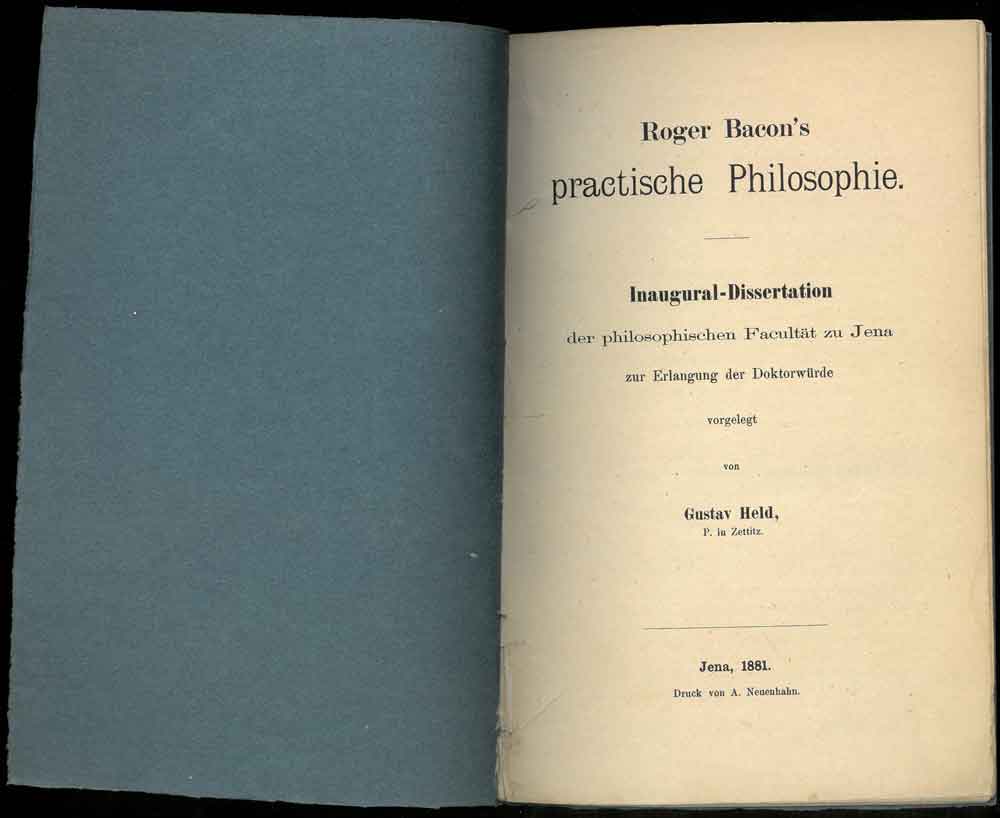 Roger Bacon's
practische Philosophie.
Inaugural-Dissertation
der philosophischen Facultät zu Jena
zur Erlangung der Doktorwürde
vorgelegt
von
Gustav Held,
P. in Zettitz.
Jena, 1881.
Druck von A. Neuenhahn.